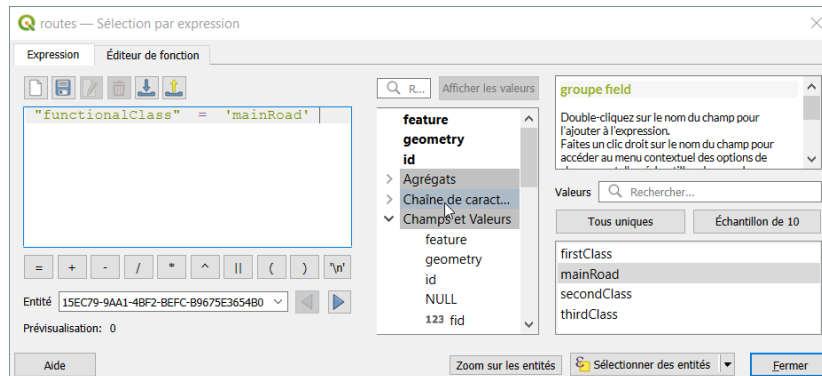 routes — Sélection par expression
Expression
Éditeur de fonction
"functionalClass" = 'mainRoad'
= + - / * ^ || ( ) '\n'
Entité 15EC79-9AA1-4BF2-BEFC-B9675E3654B0
Prévisualisation: 0
R... Afficher les valeurs
feature
geometry
id
Agrégats
Chaîne de caract...
Champs et Valeurs
feature
geometry
id
NULL
123 fid
groupe field
Double-cliquez sur le nom du champ pour
l'ajouter à l'expression.
Faites un clic droit sur le nom du champ pour
accéder au menu contextuel des options de
Valeurs Rechercher...
Tous uniques Échantillon de 10
firstClass
mainRoad
secondClass
thirdClass
Aide Zoom sur les entités Sélectionner des entités Fermer